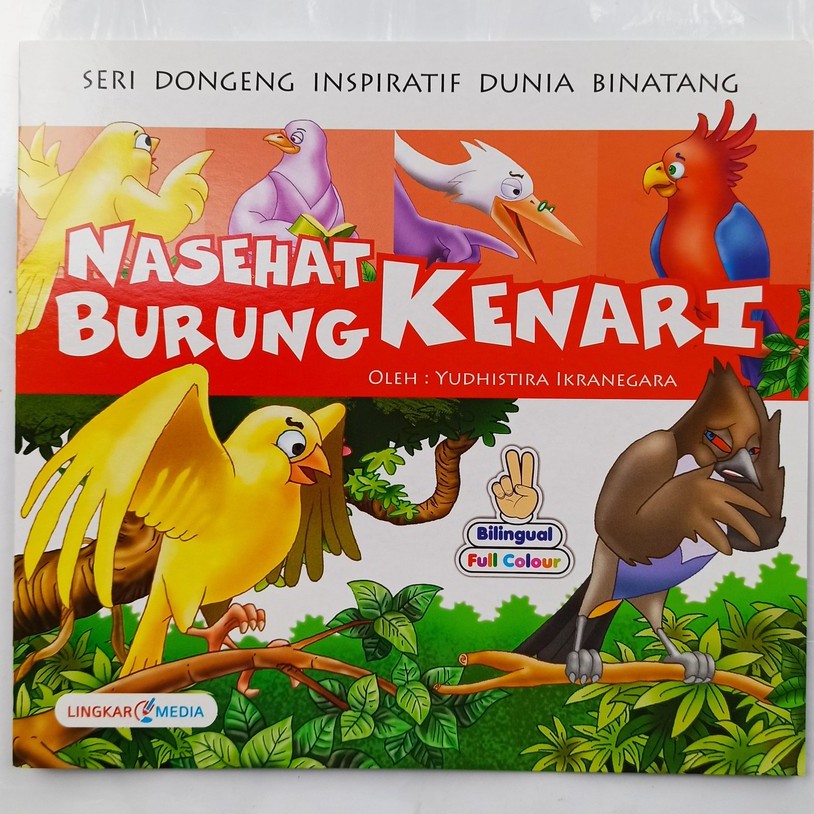 SERI DONGENG INSPIRATIF DUNIA BINATANG
NASEHAT
BURUNG KENARI
OLEH : YUDHISTIRA IKRANEGARA
Bilingual
Full Colour
LINGKAR MEDIA